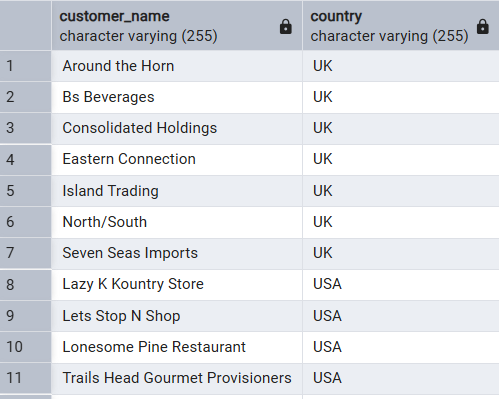 customer_name country
character varying (255) character varying (255)
1 Around the Horn UK
2 Bs Beverages UK
3 Consolidated Holdings UK
4 Eastern Connection UK
5 Island Trading UK
6 North/South UK
7 Seven Seas Imports UK
8 Lazy K Kountry Store USA
9 Lets Stop N Shop USA
10 Lonesome Pine Restaurant USA
11 Trails Head Gourmet Provisioners USA